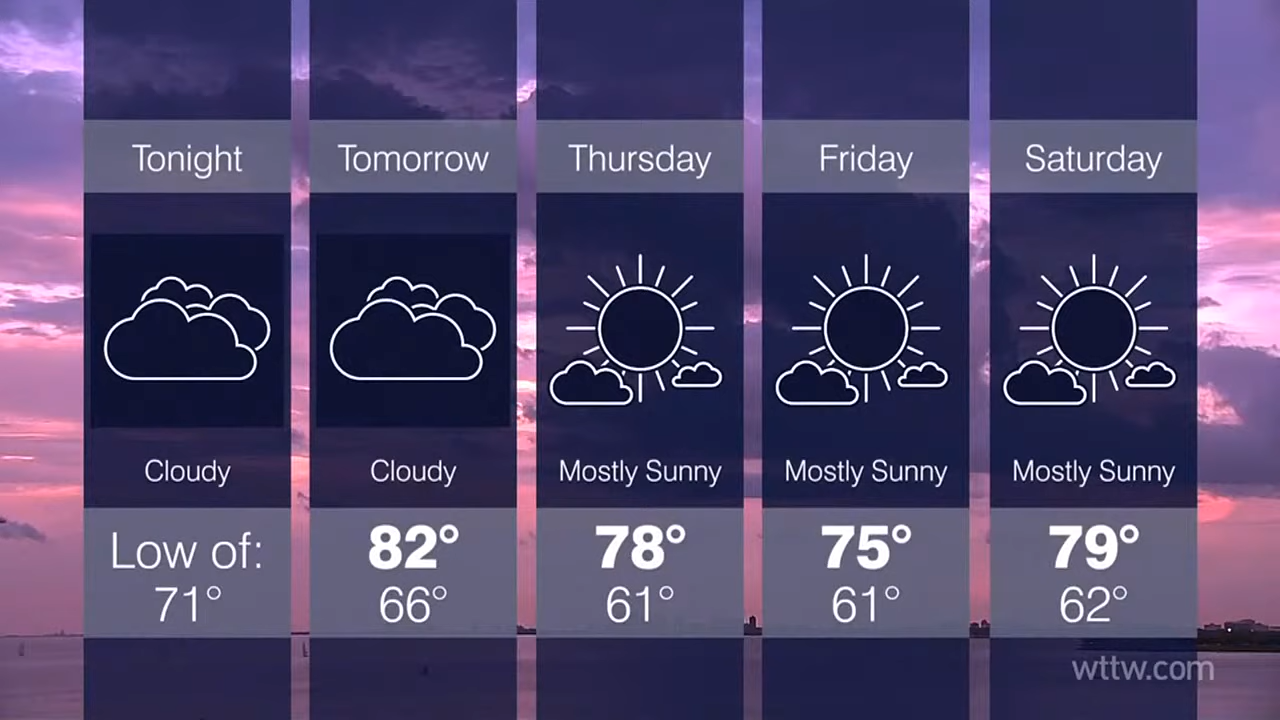 Tonight
Cloudy
Low of:
71°
Tomorrow
Cloudy
82°
66°
Thursday
Mostly Sunny
78°
61°
Friday
Mostly Sunny
75°
61°
Saturday
Mostly Sunny
79°
62°
wttw.com